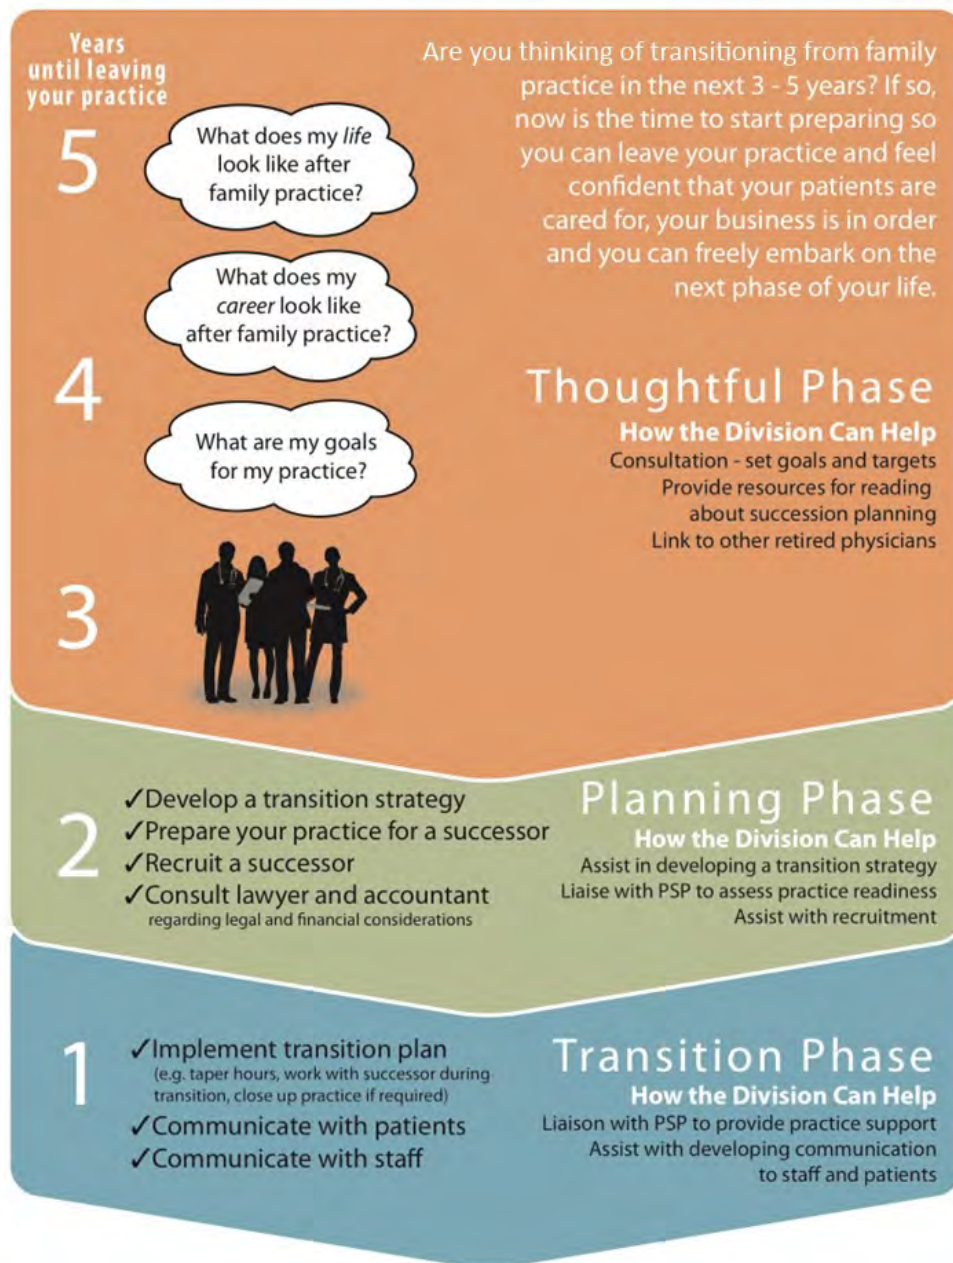 Years
until leaving
your practice
Are you thinking of transitioning from family
practice in the next 3 - 5 years? If so,
now is the time to start preparing so
you can leave your practice and feel
confident that your patients are
cared for, your business is in order
and you can freely embark on the
next phase of your life.
5
What does my life
look like after
family practice?
What does my
career look like
after family practice?
4
Thoughtful Phase
How the Division Can Help
Consultation - set goals and targets
Provide resources for reading
about succession planning
Link to other retired physicians
What are my goals
for my practice?
3
2
✓Develop a transition strategy
✓Prepare your practice for a successor
✓Recruit a successor
✓Consult lawyer and accountant
regarding legal and financial considerations
Planning Phase
How the Division Can Help
Assist in developing a transition strategy
Liaise with PSP to assess practice readiness
Assist with recruitment
1
✓Implement transition plan
(e.g. taper hours, work with successor during
transition, close up practice if required)
✓Communicate with patients
✓Communicate with staff
Transition Phase
How the Division Can Help
Liaison with PSP to provide practice support
Assist with developing communication
to staff and patients